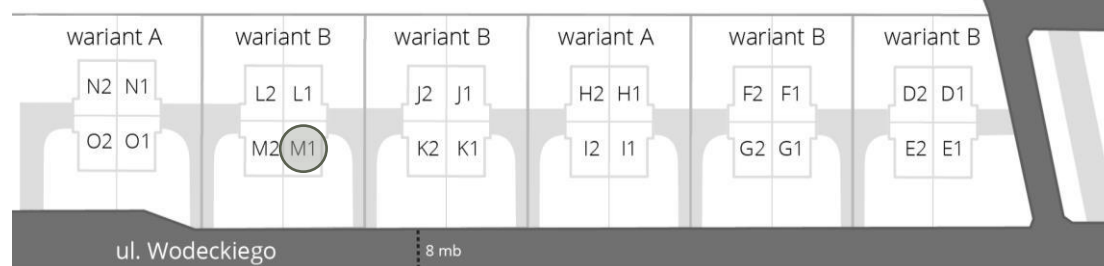 wariant A wariant B wariant B wariant A wariant B wariant B
N2 N1 L2 L1 J2 J1 H2 H1 F2 F1 D2 D1
O2 O1 M2 M1 K2 K1 I2 I1 G2 G1 E2 E1
ul. Wodeckiego 8 mb